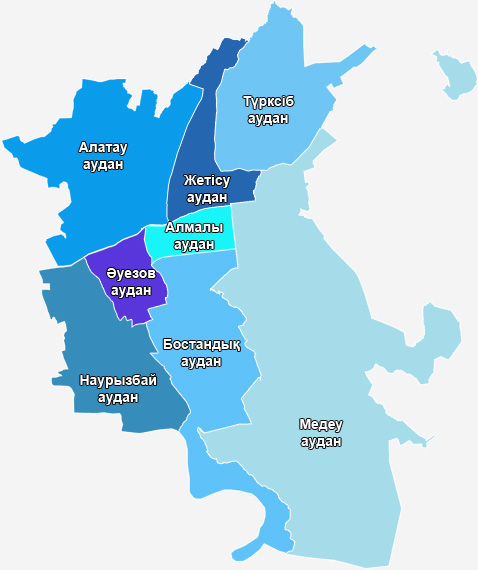 Түрксіб
аудан
Алатау
аудан
Жетісу
аудан
Алмалы
аудан
Әуезов
аудан
Бостандық
аудан
Наурызбай
аудан
Медеу
аудан